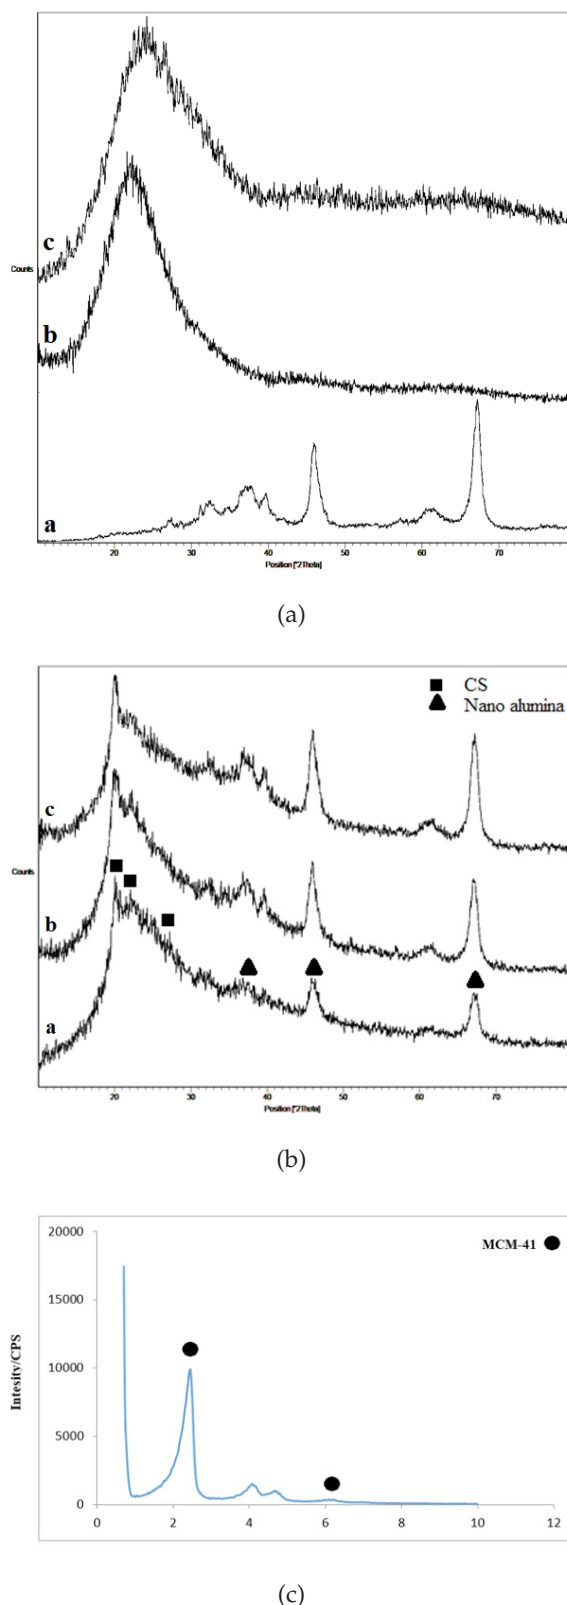 c
Counts
b
a
20 30 40 50 60 70
Position [°2Theta]
(a)
CS
Nano alumina
c
Counts
b
a
20 30 40 50 60 70
Position [°2Theta]
(b)
20000
MCM-41
15000
Intesity/CPS
10000
5000
0
0 2 4 6 8 10 12
(c)